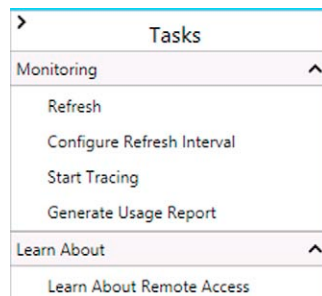 Tasks
Monitoring
Refresh
Configure Refresh Interval
Start Tracing
Generate Usage Report
Learn About
Learn About Remote Access